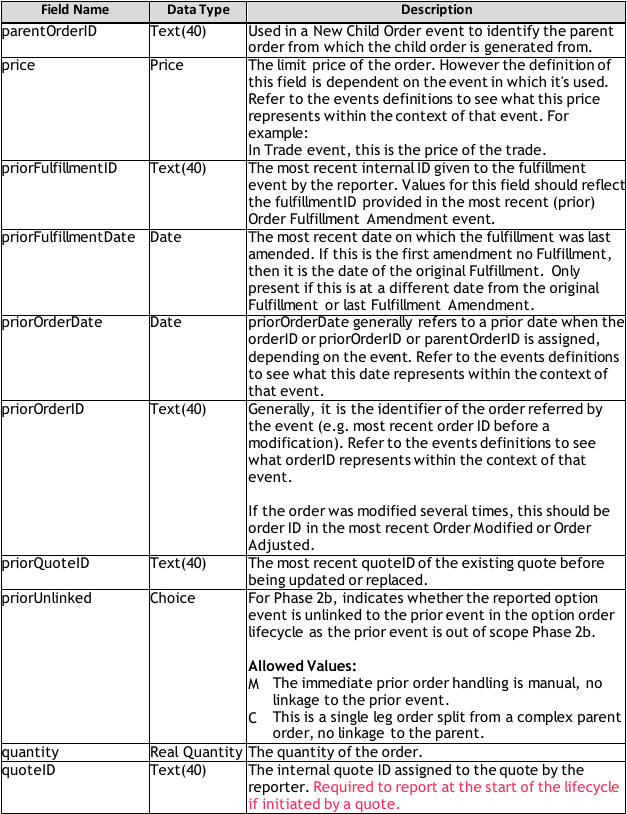 Field Name Data Type Description
parentOrderID Text(40) Used in a New Child Order event to identify the parent
order from which the child order is generated from.
price Price The limit price of the order. However the definition of
this field is dependent on the event in which it's used.
Refer to the events definitions to see what this price
represents within the context of that event. For
example:
In Trade event, this is the price of the trade.
priorFulfillmentID Text(40) The most recent internal ID given to the fulfillment
event by the reporter. Values for this field should reflect
the fulfillmentID provided in the most recent (prior)
Order Fulfillment Amendment event.
priorFulfillmentDate Date The most recent date on which the fulfillment was last
amended. If this is the first amendment no Fulfillment,
then it is the date of the original Fulfillment. Only
present if this is at a different date from the original
Fulfillment or last Fulfillment Amendment.
priorOrderDate Date priorOrderDate generally refers to a prior date when the
orderID or priorOrderID or parentOrderID is assigned,
depending on the event. Refer to the events definitions
to see what this date represents within the context of
that event.
priorOrderID Text(40) Generally, it is the identifier of the order referred by
the event (e.g. most recent order ID before a
modification). Refer to the events definitions to see
what orderID represents within the context of that
event.
If the order was modified several times, this should be
order ID in the most recent Order Modified or Order
Adjusted.
priorQuoteID Text(40) The most recent quoteID of the existing quote before
being updated or replaced.
priorUnlinked Choice For Phase 2b, indicates whether the reported option
event is unlinked to the prior event in the option order
lifecycle as the prior event is out of scope Phase 2b.
Allowed Values:
M The immediate prior order handling is manual, no
linkage to the prior event.
C This is a single leg order split from a complex parent
order, no linkage to the parent.
quantity Real Quantity The quantity of the order.
quoteID Text(40) The internal quote ID assigned to the quote by the
reporter. Required to report at the start of the lifecycle
if initiated by a quote.